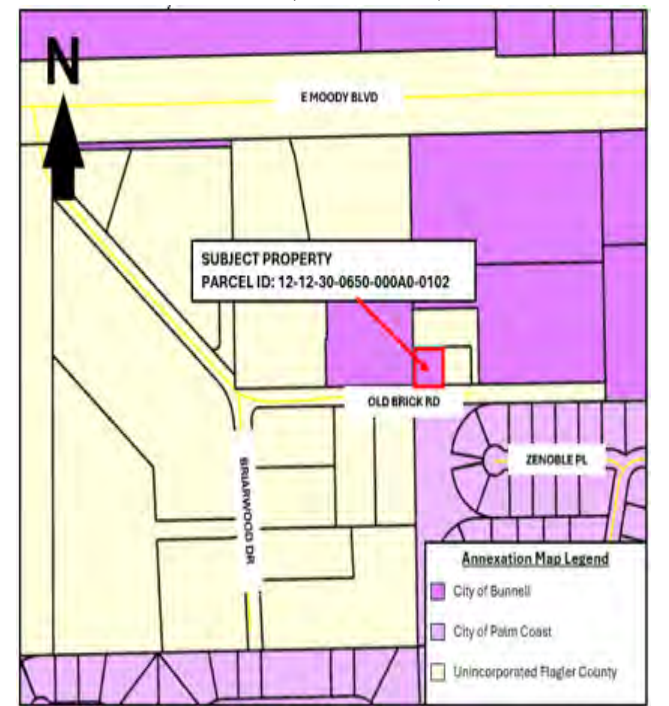 N
E MOODY BLVD
SUBJECT PROPERTY
PARCEL ID: 12-12-30-0650-000A0-0102
OLD BRICK RD
ZENOBLE PL
BRIARWOOD DR
Annexation Map Legend
City of Bunnell
City of Palm Coast
Unincorporated Flagler County